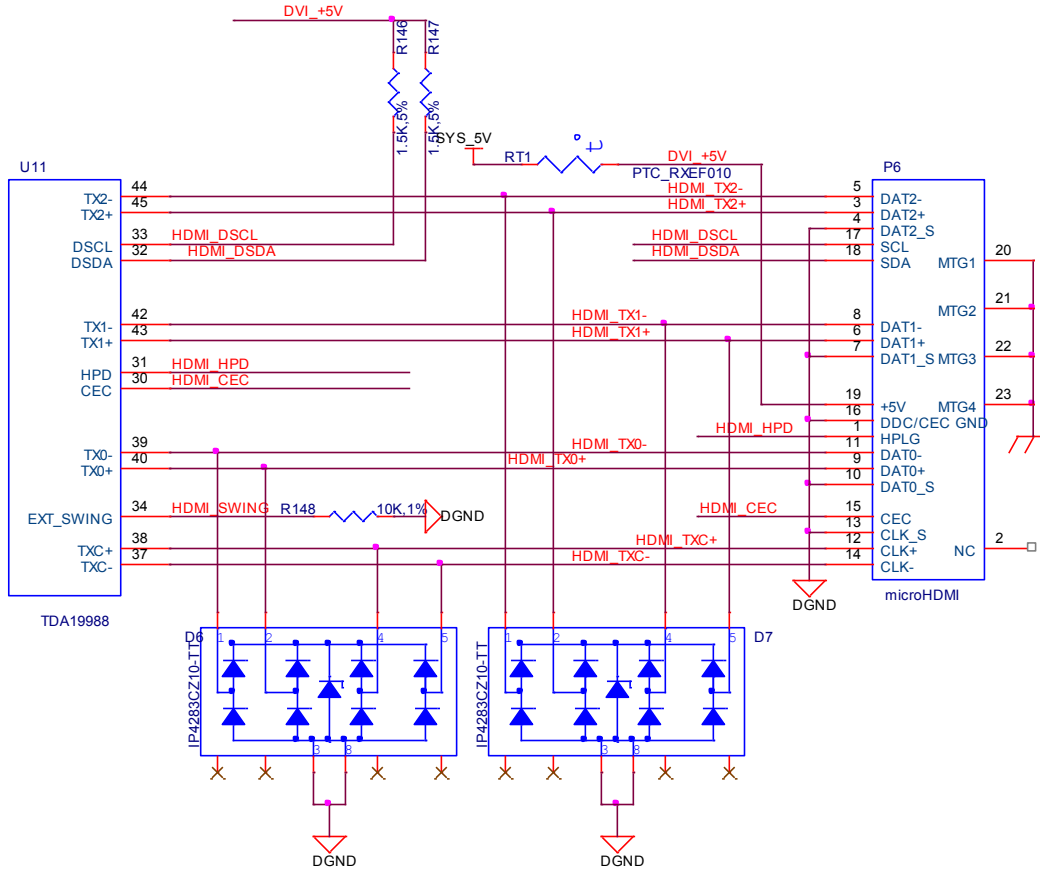 DVI_+5V
R146
R147
1.5K,5%
1.5K,5%
SYS_5V
RT1
t
DVI_+5V
PTC_RXEF010
U11
P6
44
TX2-
HDMI_TX2-
5
DAT2-
45
TX2+
HDMI_TX2+
3
DAT2+
4
DAT2_S
33
DSCL
HDMI_DSCL
HDMI_DSCL
17
SCL
32
DSDA
HDMI_DSDA
HDMI_DSDA
18
SDA
MTG1
20
MTG2
21
42
TX1-
HDMI_TX1-
8
DAT1-
43
TX1+
HDMI_TX1+
6
DAT1+
7
DAT1_S
MTG3
22
31
HPD
HDMI_HPD
30
CEC
HDMI_CEC
19
+5V
MTG4
23
16
DDC/CEC GND
HDMI_HPD
1
HPLG
39
TX0-
HDMI_TX0-
11
DAT0-
40
TX0+
HDMI_TX0+
9
DAT0+
10
DAT0_S
34
EXT_SWING
HDMI_SWING
R148
10K,1%
DGND
HDMI_CEC
15
CEC
13
CLK_S
38
TXC+
HDMI_TXC+
12
CLK+
NC
2
37
TXC-
HDMI_TXC-
14
CLK-
TDA19988
microHDMI
DGND
D6
1
2
4
5
IP4283CZ10-TT
3
8
DGND
D7
1
2
4
5
IP4283CZ10-TT
3
8
DGND